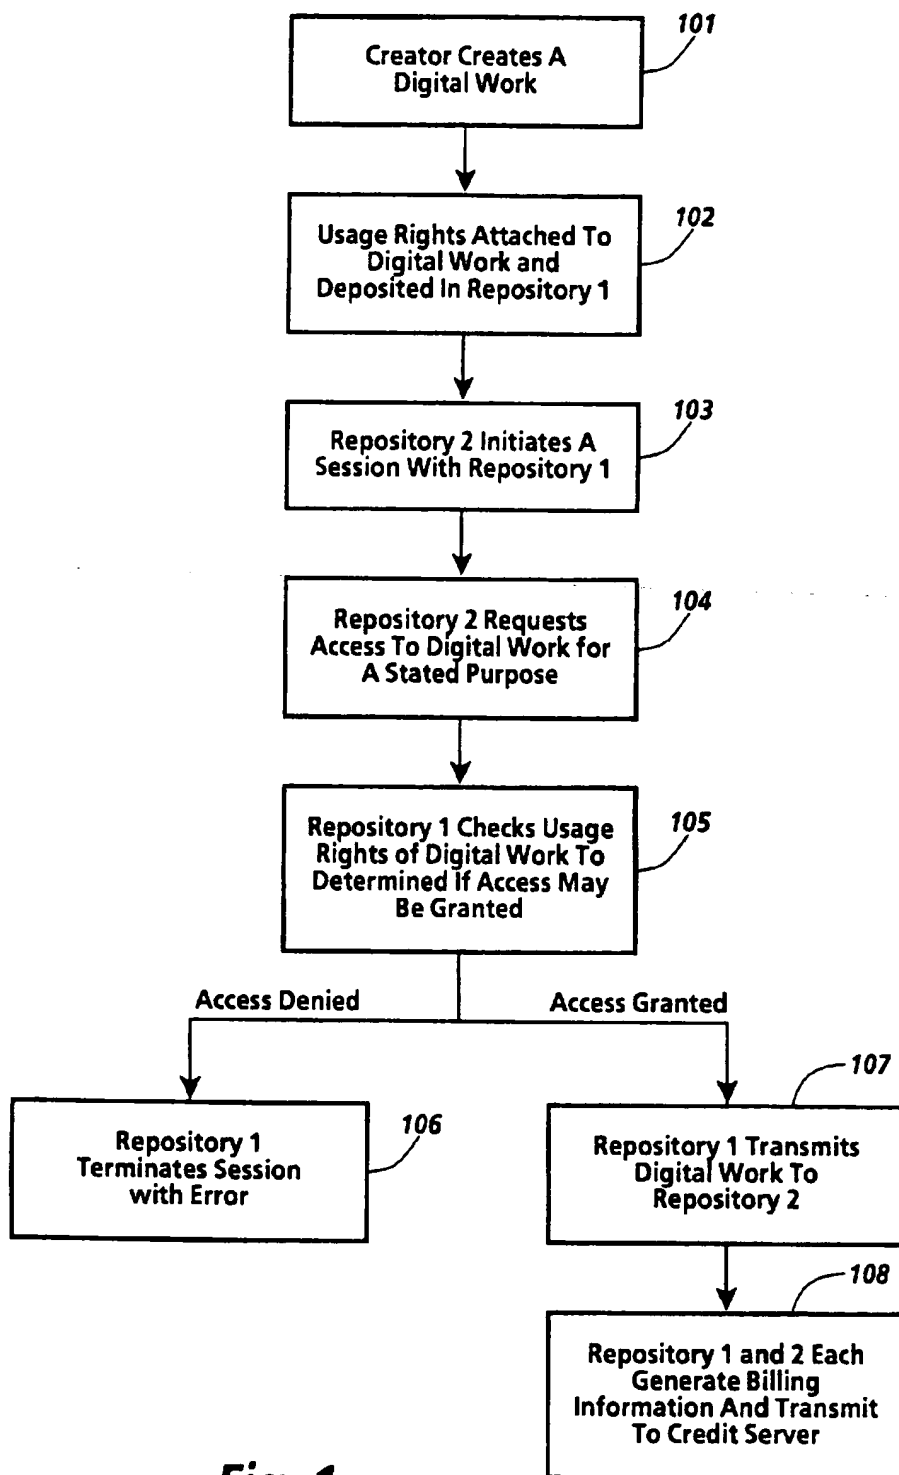 101
Creator Creates A
Digital Work
102
Usage Rights Attached To
Digital Work and
Deposited In Repository 1
103
Repository 2 Initiates A
Session With Repository 1
104
Repository 2 Requests
Access To Digital Work for
A Stated Purpose
105
Repository 1 Checks Usage
Rights of Digital Work To
Determined If Access May
Be Granted
Access Denied
Access Granted
106
Repository 1
Terminates Session
with Error
107
Repository 1 Transmits
Digital Work To
Repository 2
108
Repository 1 and 2 Each
Generate Billing
Information And Transmit
To Credit Server
Fig. 1